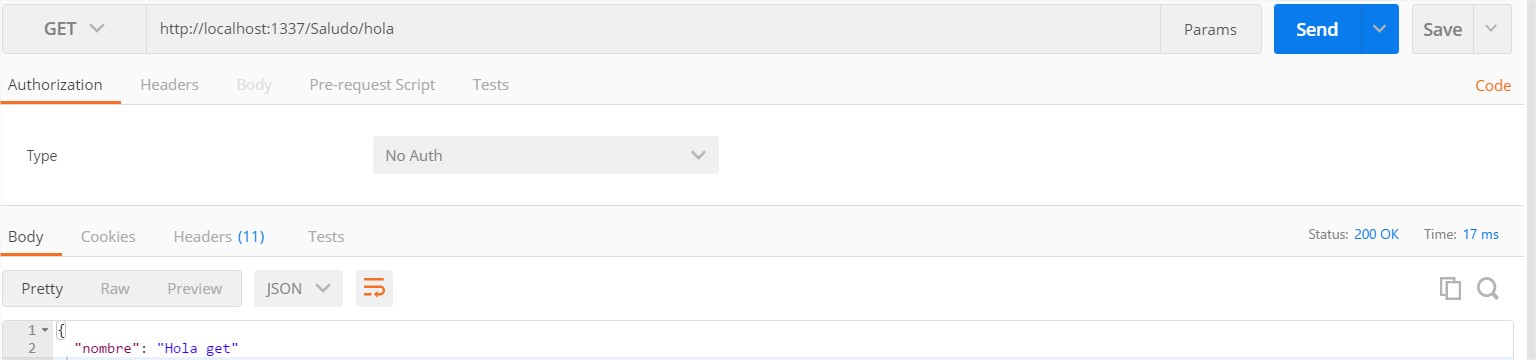 GET http://localhost:1337/Saludo/hola Params Send Save
Authorization Headers Body Pre-request Script Tests Code
Type No Auth
Body Cookies Headers (11) Tests Status: 200 OK Time: 17 ms
Pretty Raw Preview JSON
1 {
2 "nombre": "Hola get"